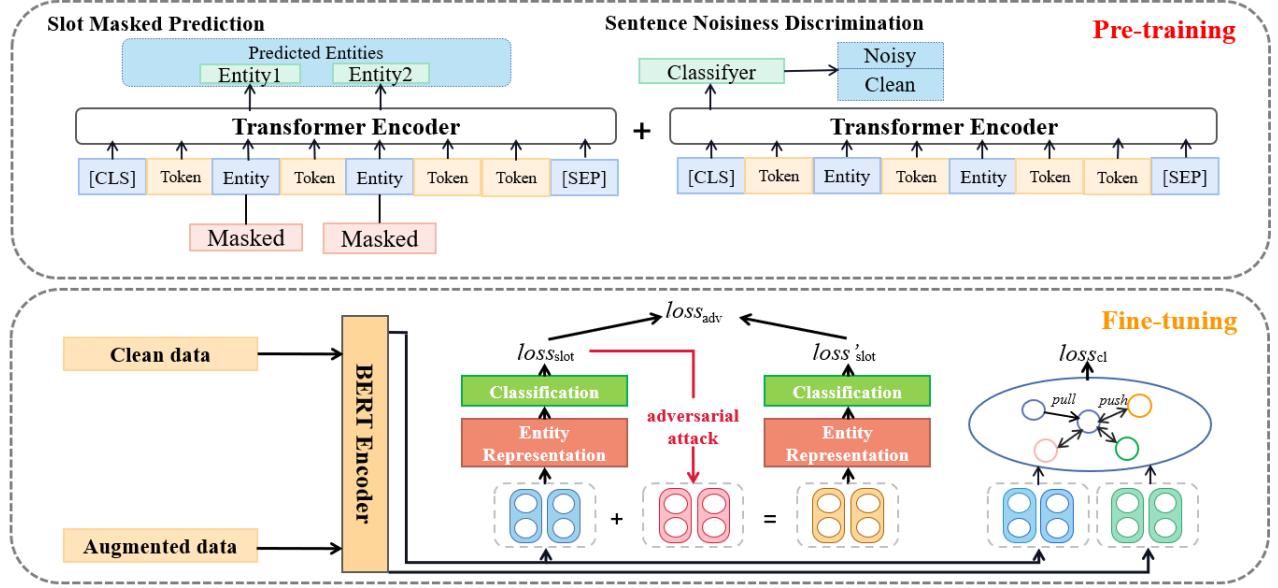 Slot Masked Prediction
Sentence Noisiness Discrimination
Pre-training
Predicted Entities
Entity1 Entity2
Classifyer
Noisy
Clean
Transformer Encoder
+
Transformer Encoder
[CLS] Token Entity Token Entity Token Token [SEP]
[CLS] Token Entity Token Entity Token Token [SEP]
Masked Masked
Fine-tuning
Clean data
Augmented data
BERT Encoder
loss_adv
loss_slot
loss'_slot
loss_cl
Classification
Classification
adversarial
attack
Entity
Representation
Entity
Representation
pull push
+ =